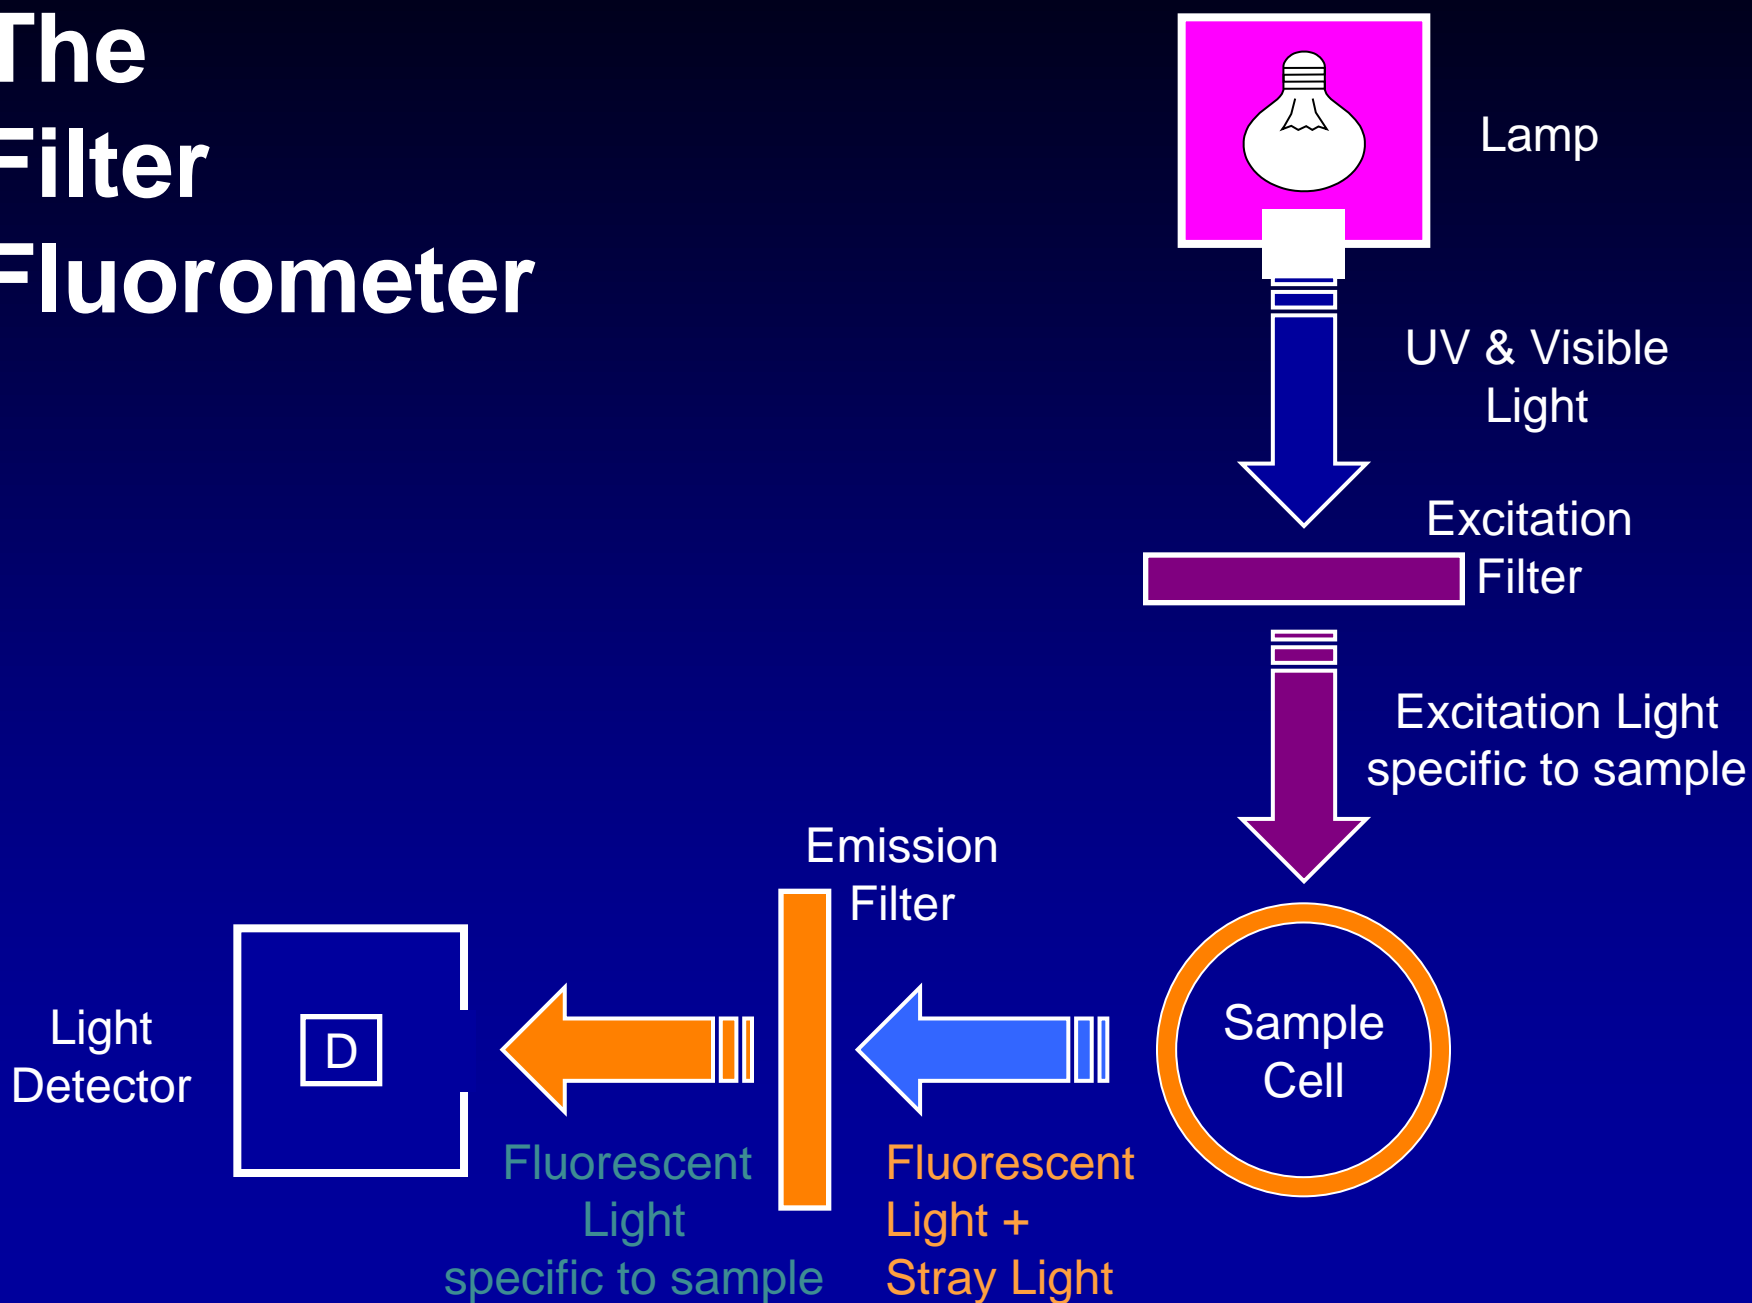 The
Filter
Fluorometer
Lamp
UV & Visible
Light
Excitation
Filter
Excitation Light
specific to sample
Emission
Filter
Sample
Cell
Light
Detector
D
Fluorescent
Light
specific to sample
Fluorescent
Light +
Stray Light